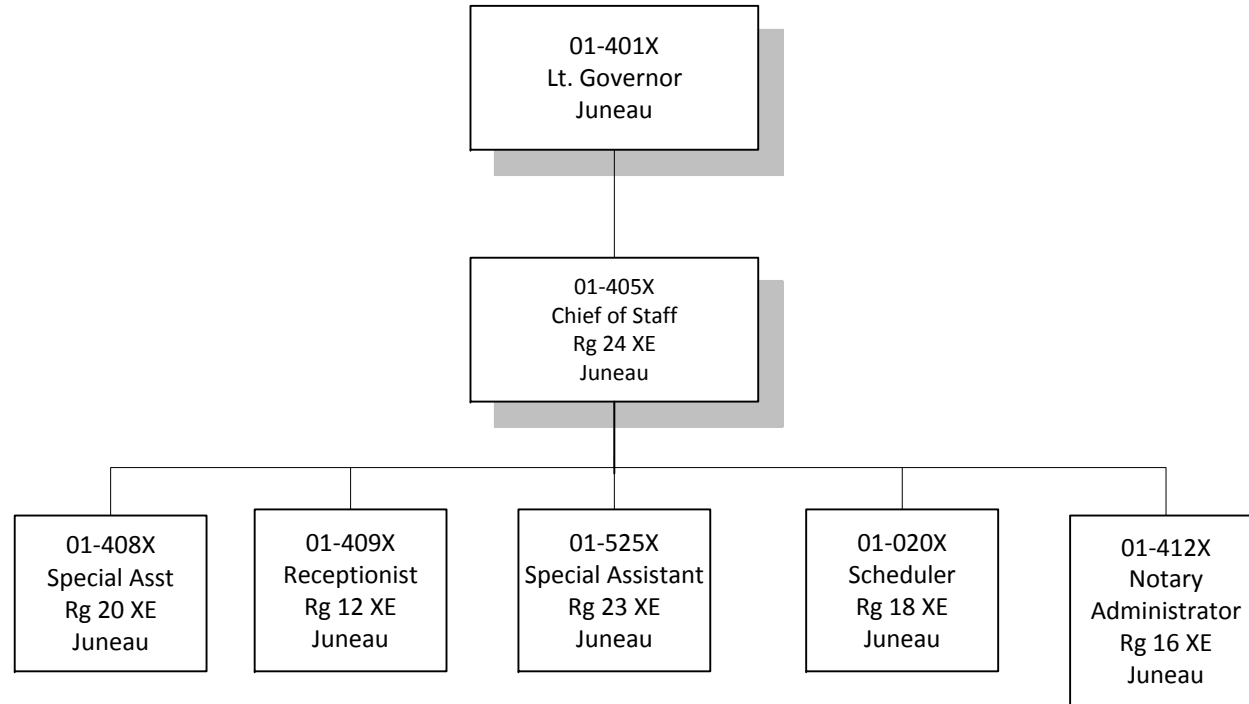 01-401X
Lt. Governor
Juneau
01-405X
Chief of Staff
Rg 24 XE
Juneau
01-408X
Special Asst
Rg 20 XE
Juneau
01-409X
Receptionist
Rg 12 XE
Juneau
01-525X
Special Assistant
Rg 23 XE
Juneau
01-020X
Scheduler
Rg 18 XE
Juneau
01-412X
Notary
Administrator
Rg 16 XE
Juneau